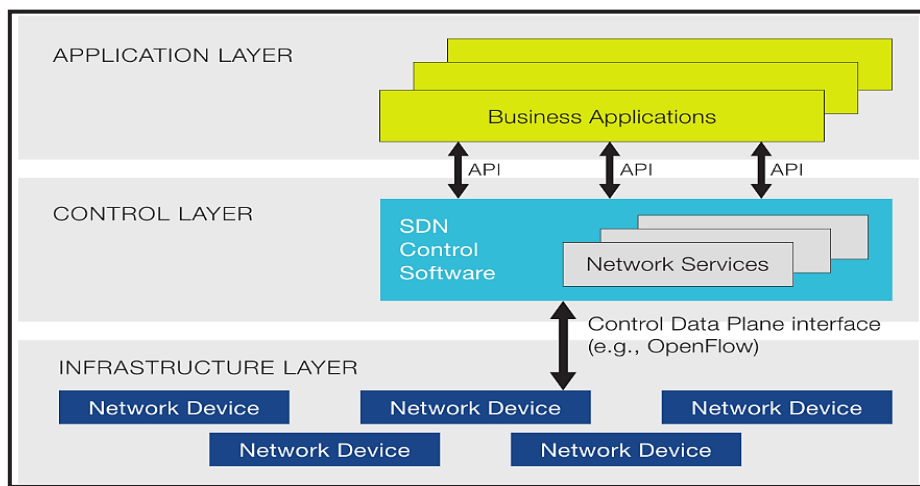 APPLICATION LAYER
Business Applications
API
API
API
CONTROL LAYER
SDN
Control
Software
Network Services
Control Data Plane interface
(e.g., OpenFlow)
INFRASTRUCTURE LAYER
Network Device
Network Device
Network Device
Network Device
Network Device